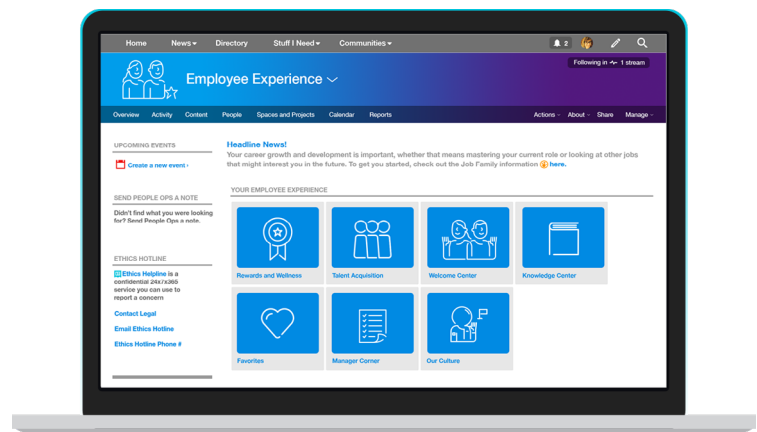 Home News Directory Stuff I Need Communities 2
Following in 1 stream
Employee Experience
Overview Activity Content People Spaces and Projects Calendar Reports Actions About Share Manage
UPCOMING EVENTS
Create a new event ›
Headline News!
Your career growth and development is important, whether that means mastering your current role or looking at other jobs
that might interest you in the future. To get you started, check out the Job Family information here.
SEND PEOPLE OPS A NOTE
Didn't find what you were looking
for? Send People Ops a note.
ETHICS HOTLINE
Ethics Helpline is a
confidential 24x7x365
service you can use to
report a concern
Contact Legal
Email Ethics Hotline
Ethics Hotline Phone #
YOUR EMPLOYEE EXPERIENCE
Rewards and Wellness
Talent Acquisition
Welcome Center
Knowledge Center
Favorites
Manager Corner
Our Culture